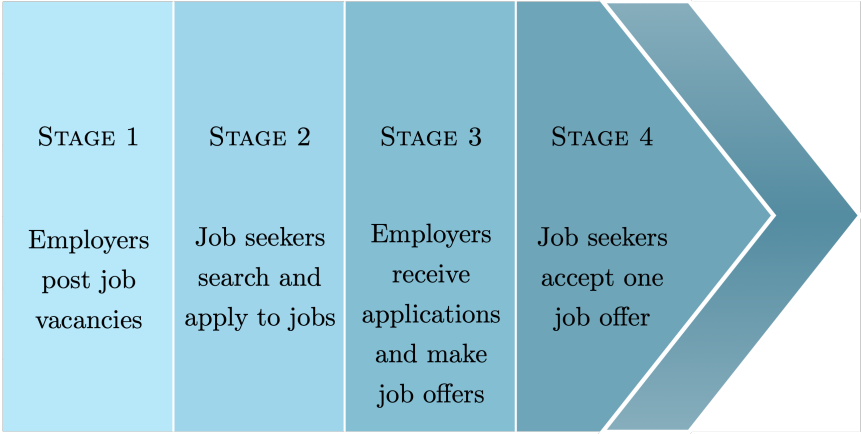 STAGE 1
Employers
post job
vacancies
STAGE 2
Job seekers
search and
apply to jobs
STAGE 3
Employers
receive
applications
and make
job offers
STAGE 4
Job seekers
accept one
job offer